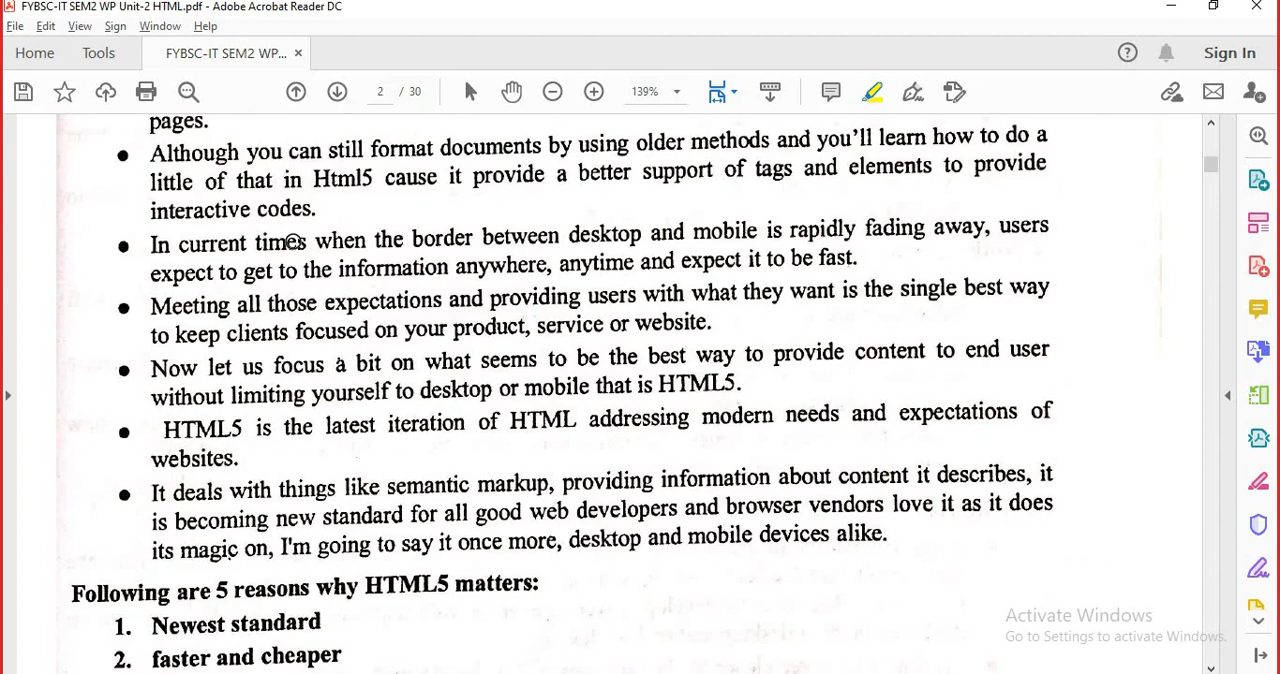 FYBSC-IT SEM2 WP Unit-2 HTML.pdf - Adobe Acrobat Reader DC
File Edit View Sign Window Help
Home Tools FYBSC-IT SEM2 WP... × Sign In
2 / 30 139%
pages.
• Although you can still format documents by using older methods and you'll learn how to do a
little of that in Html5 cause it provide a better support of tags and elements to provide
interactive codes.
• In current times when the border between desktop and mobile is rapidly fading away, users
expect to get to the information anywhere, anytime and expect it to be fast.
• Meeting all those expectations and providing users with what they want is the single best way
to keep clients focused on your product, service or website.
• Now let us focus a bit on what seems to be the best way to provide content to end user
without limiting yourself to desktop or mobile that is HTML5.
• HTML5 is the latest iteration of HTML addressing modern needs and expectations of
websites.
• It deals with things like semantic markup, providing information about content it describes, it
is becoming new standard for all good web developers and browser vendors love it as it does
its magic on, I'm going to say it once more, desktop and mobile devices alike.
Following are 5 reasons why HTML5 matters:
1. Newest standard
2. faster and cheaper
Activate Windows
Go to Settings to activate Windows.